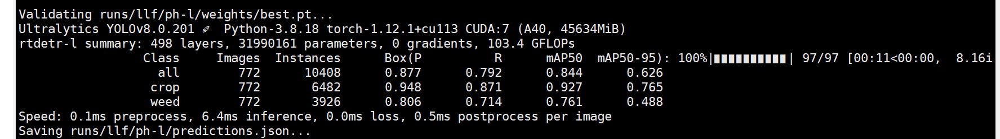 Validating runs/llf/ph-l/weights/best.pt...
Ultralytics YOLOv8.0.201 🚀 Python-3.8.18 torch-1.12.1+cu113 CUDA:7 (A40, 45634MiB)
rtdetr-l summary: 498 layers, 31990161 parameters, 0 gradients, 103.4 GFLOPs
Class Images Instances Box(P R mAP50 mAP50-95): 100%|██████████| 97/97 [00:11<00:00, 8.16i
all 772 10408 0.877 0.792 0.844 0.626
crop 772 6482 0.948 0.871 0.927 0.765
weed 772 3926 0.806 0.714 0.761 0.488
Speed: 0.1ms preprocess, 6.4ms inference, 0.0ms loss, 0.5ms postprocess per image
Saving runs/llf/ph-l/predictions.json...